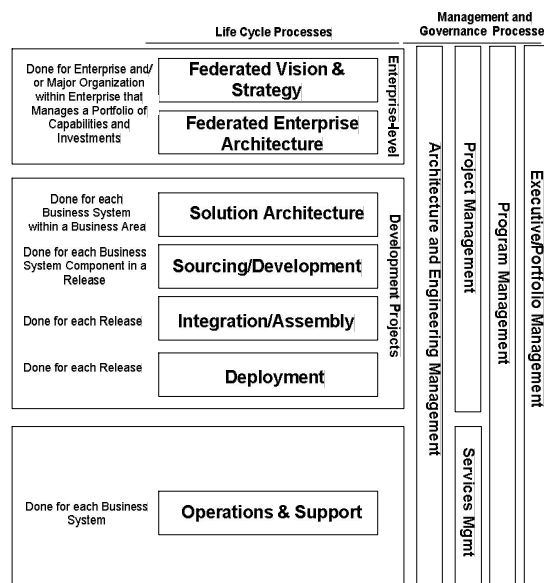 Life Cycle Processes
Management and
Governance Processe
Done for Enterprise and/
or Major Organization
within Enterprise that
Manages a Portfolio of
Capabilities and
Investments
Federated Vision &
Strategy
Federated Enterprise
Architecture
Enterprise-level
Done for each
Business System
within a Business Area
Solution Architecture
Done for each Business
System Component in a
Release
Sourcing/Development
Done for each Release
Integration/Assembly
Done for each Release
Deployment
Development Projects
Done for each Business
System
Operations & Support
Architecture and Engineering Management
Project Management
Services Mgmt
Program Management
Executive/Portfolio Management